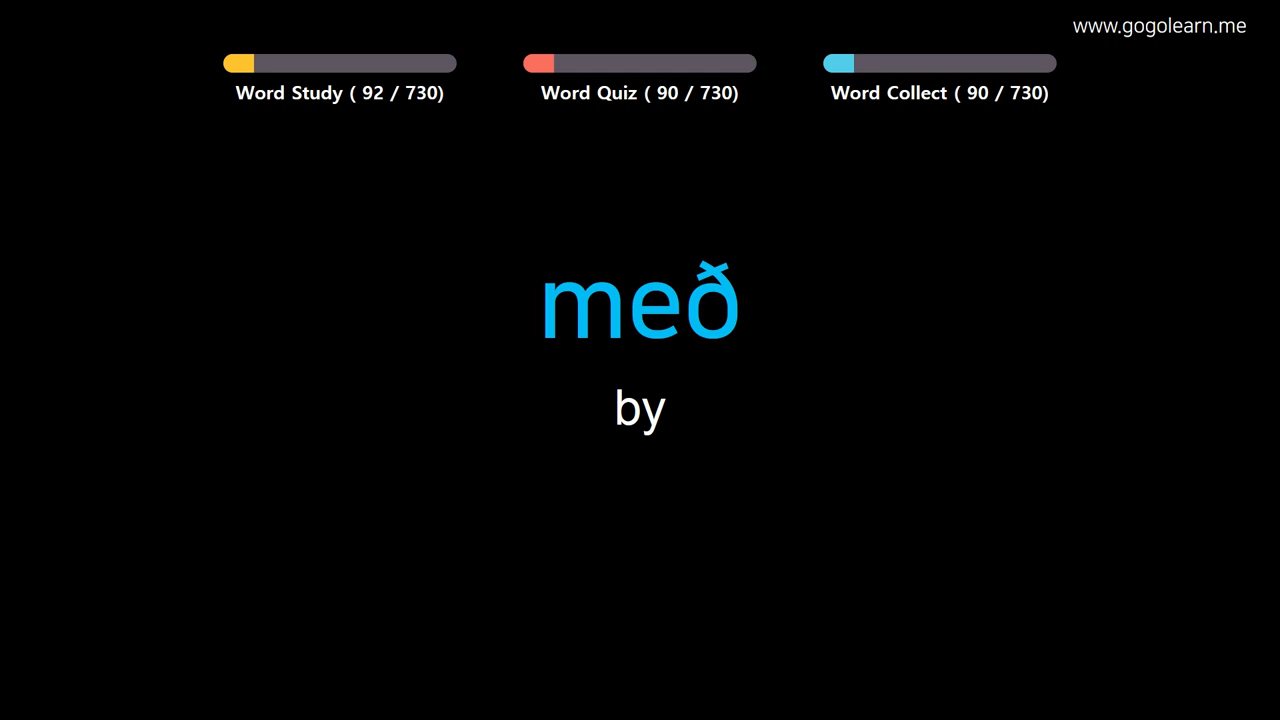 www.gogolearn.me
Word Study ( 92 / 730)
Word Quiz ( 90 / 730)
Word Collect ( 90 / 730)
með
by